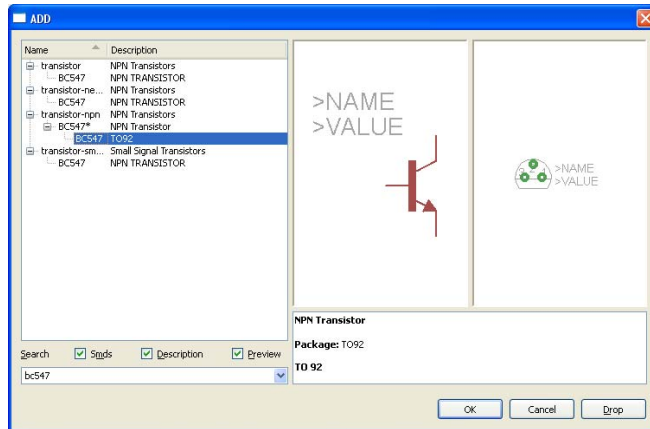 ADD
Name Description
transistor NPN Transistors
BC547 NPN TRANSISTOR
transistor-ne... NPN Transistors
BC547 NPN TRANSISTOR
transistor-npn NPN Transistors
BC547* NPN Transistor
BC547 TO92
transistor-sm... Small Signal Transistors
BC547 NPN TRANSISTOR
>NAME
>VALUE
>NAME
>VALUE
NPN Transistor
Package: TO92
TO 92
Search Smds Description Preview
bc547
OK Cancel Drop